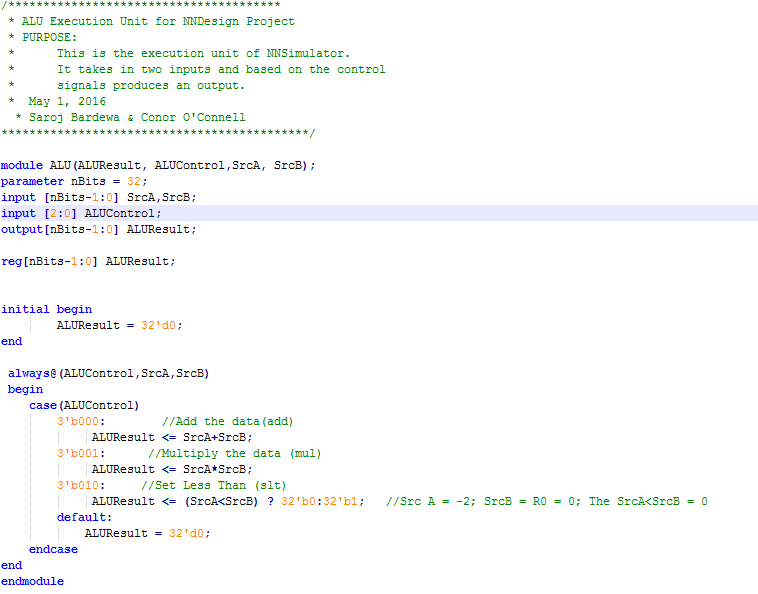 /***************************************
* ALU Execution Unit for NNDesign Project
* PURPOSE:
*      This is the execution unit of NNSimulator.
*      It takes in two inputs and based on the control
*      signals produces an output.
*  May 1, 2016
* Saroj Bardewa & Conor O'Connell
********************************************/
module ALU(ALUResult, ALUControl,SrcA, SrcB);
parameter nBits = 32;
input [nBits-1:0] SrcA,SrcB;
input [2:0] ALUControl;
output[nBits-1:0] ALUResult;
reg[nBits-1:0] ALUResult;
initial begin
ALUResult = 32'd0;
end
always@(ALUControl,SrcA,SrcB)
begin
case(ALUControl)
3'b000:        //Add the data(add)
ALUResult <= SrcA+SrcB;
3'b001:      //Multiply the data (mul)
ALUResult <= SrcA*SrcB;
3'b010:     //Set Less Than (slt)
ALUResult <= (SrcA<SrcB) ? 32'b0:32'b1;   //Src A = -2; SrcB = R0 = 0; The SrcA<SrcB = 0
default:
ALUResult = 32'd0;
endcase
end
endmodule